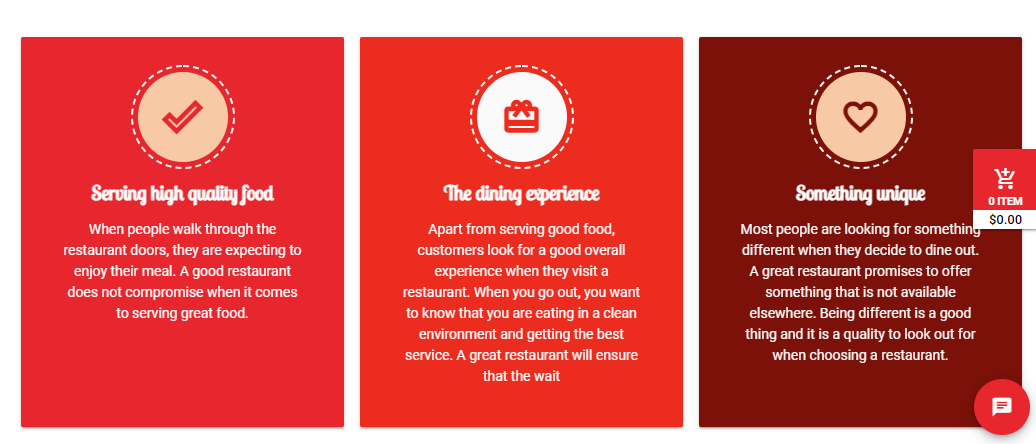 Serving high quality food
When people walk through the
restaurant doors, they are expecting to
enjoy their meal. A good restaurant
does not compromise when it comes
to serving great food.
The dining experience
Apart from serving good food,
customers look for a good overall
experience when they visit a
restaurant. When you go out, you want
to know that you are eating in a clean
environment and getting the best
service. A great restaurant will ensure
that the wait
Something unique
Most people are looking for something
different when they decide to dine out.
A great restaurant promises to offer
something that is not available
elsewhere. Being different is a good
thing and it is a quality to look out for
when choosing a restaurant.
0 ITEM
$0.00